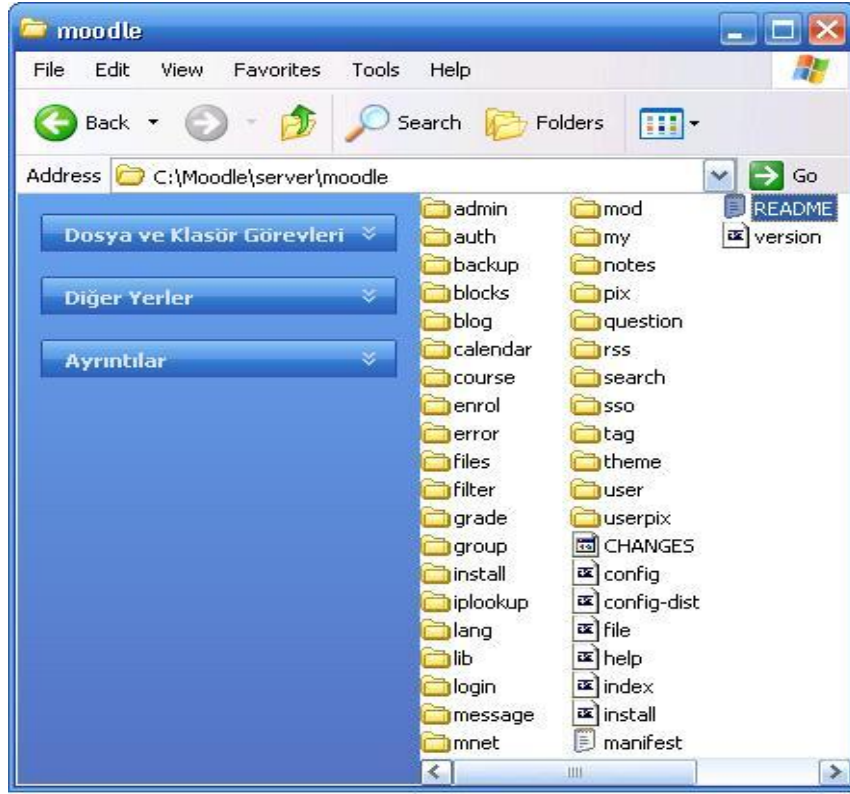 moodle
File Edit View Favorites Tools Help
Back Search Folders
Address C:\Moodle\server\moodle Go
Dosya ve Klasör Görevleri
Diğer Yerler
Ayrıntılar
admin
auth
backup
blocks
blog
calendar
course
enrol
error
files
filter
grade
group
install
iplookup
lang
lib
login
message
mnet
mod
my
notes
pix
question
rss
search
sso
tag
theme
user
userpix
CHANGES
config
config-dist
file
help
index
install
manifest
README
version